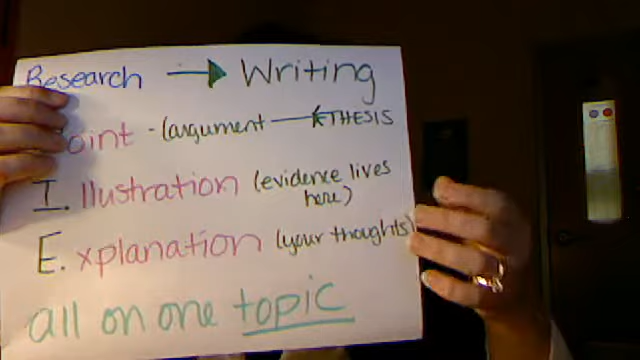 Research → Writing
oint - (argument ← THESIS
I. llustration (evidence lives
here)
E. xplanation (your thoughts)
all on one topic